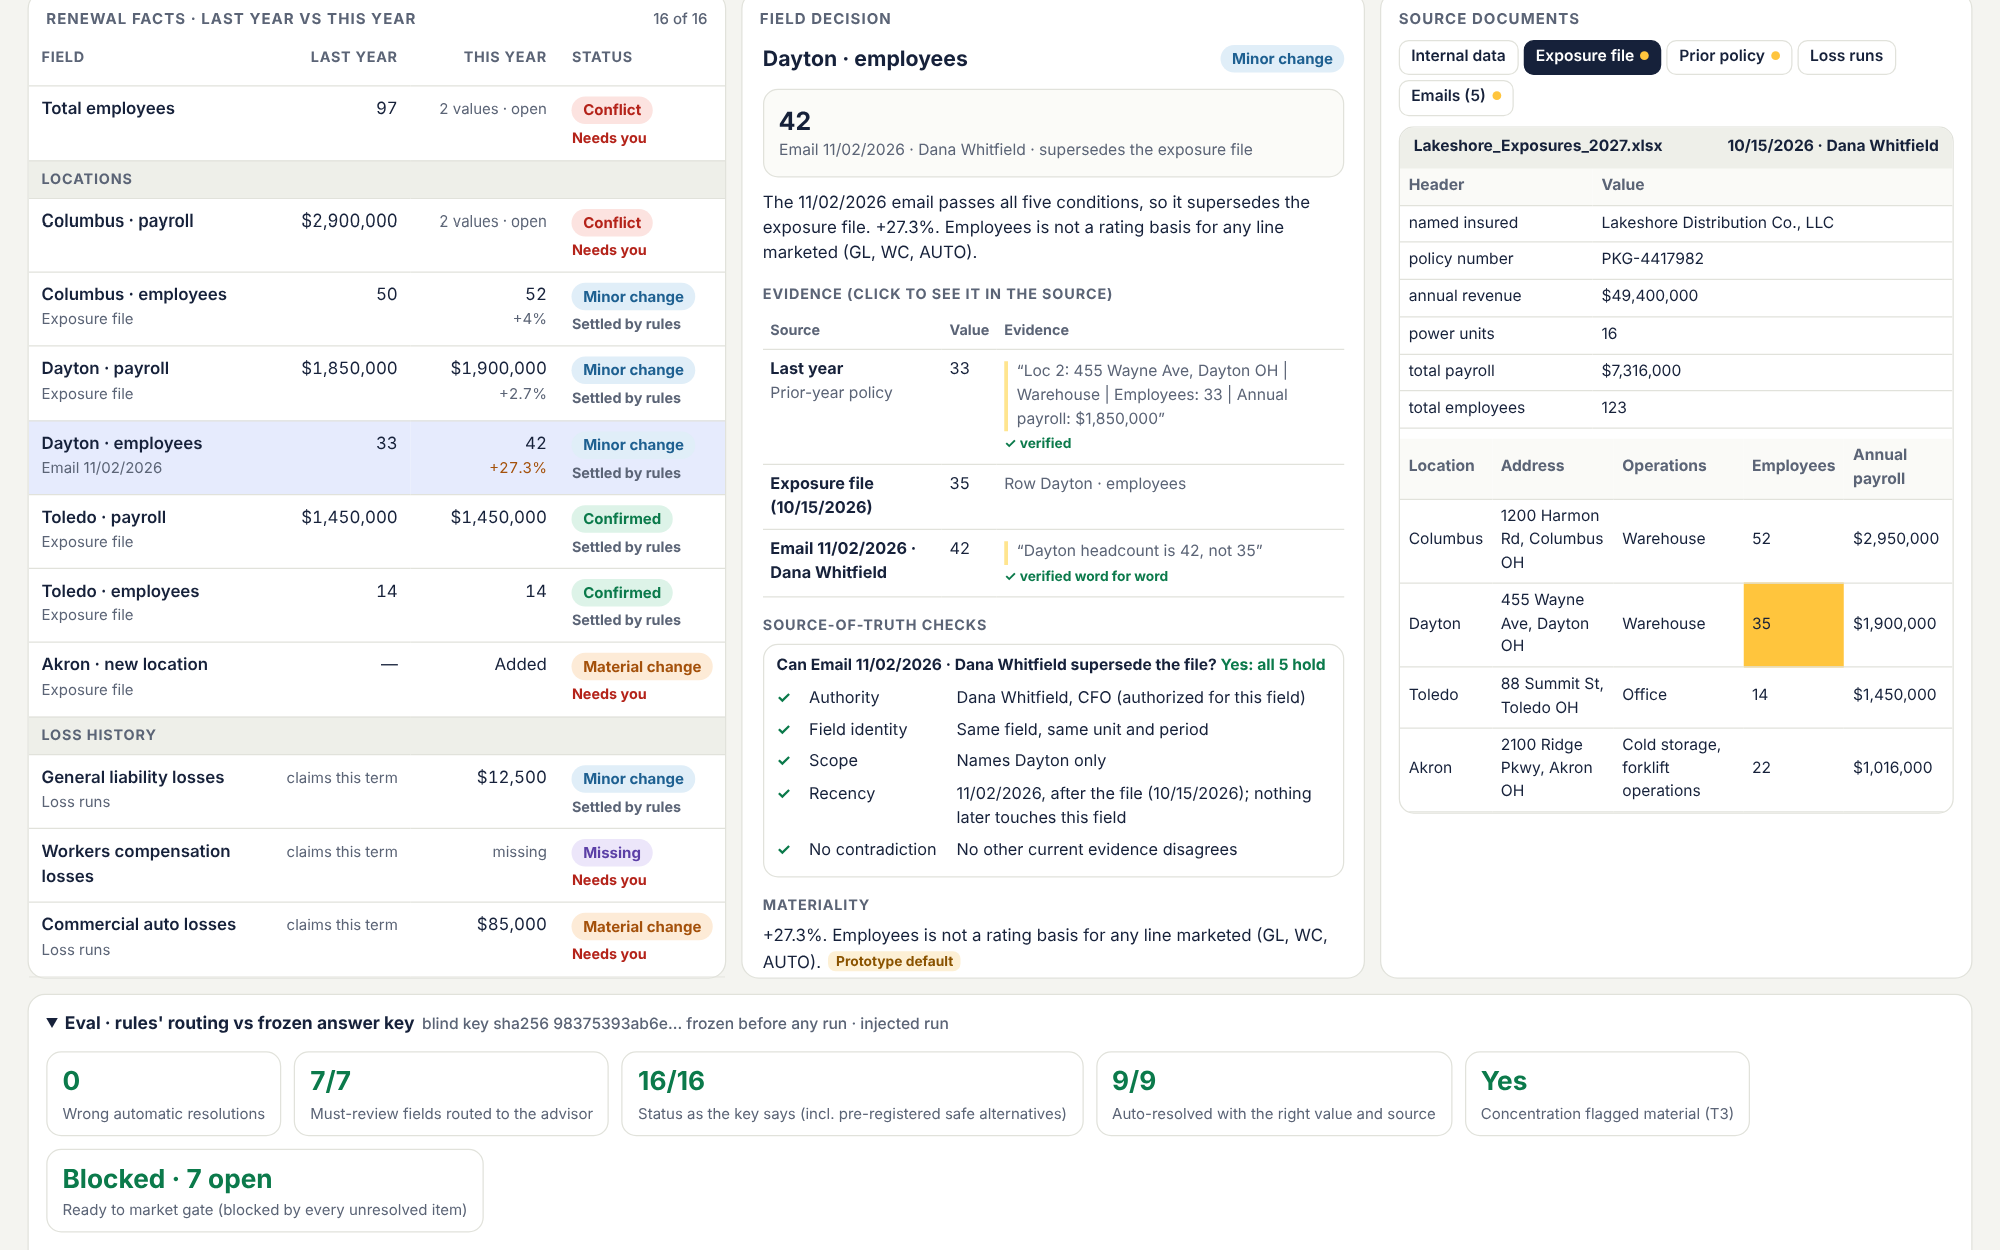 RENEWAL FACTS · LAST YEAR VS THIS YEAR 16 of 16
FIELD LAST YEAR THIS YEAR STATUS
Total employees 97 2 values · open Conflict
Needs you
LOCATIONS
Columbus · payroll $2,900,000 2 values · open Conflict
Needs you
Columbus · employees 50 52 Minor change
Exposure file +4% Settled by rules
Dayton · payroll $1,850,000 $1,900,000 Minor change
Exposure file +2.7% Settled by rules
Dayton · employees 33 42 Minor change
Email 11/02/2026 +27.3% Settled by rules
Toledo · payroll $1,450,000 $1,450,000 Confirmed
Exposure file Settled by rules
Toledo · employees 14 14 Confirmed
Exposure file Settled by rules
Akron · new location — Added Material change
Exposure file Needs you
LOSS HISTORY
General liability losses claims this term $12,500 Minor change
Loss runs Settled by rules
Workers compensation claims this term missing Missing
losses Needs you
Commercial auto losses claims this term $85,000 Material change
Loss runs Needs you
FIELD DECISION
Dayton · employees Minor change
42
Email 11/02/2026 · Dana Whitfield · supersedes the exposure file
The 11/02/2026 email passes all five conditions, so it supersedes the
exposure file. +27.3%. Employees is not a rating basis for any line
marketed (GL, WC, AUTO).
EVIDENCE (CLICK TO SEE IT IN THE SOURCE)
Source Value Evidence
Last year 33 “Loc 2: 455 Wayne Ave, Dayton OH |
Prior-year policy Warehouse | Employees: 33 | Annual
payroll: $1,850,000”
✓ verified
Exposure file 35 Row Dayton · employees
(10/15/2026)
Email 11/02/2026 · 42 “Dayton headcount is 42, not 35”
Dana Whitfield ✓ verified word for word
SOURCE-OF-TRUTH CHECKS
Can Email 11/02/2026 · Dana Whitfield supersede the file? Yes: all 5 hold
✓ Authority Dana Whitfield, CFO (authorized for this field)
✓ Field identity Same field, same unit and period
✓ Scope Names Dayton only
✓ Recency 11/02/2026, after the file (10/15/2026); nothing
later touches this field
✓ No contradiction No other current evidence disagrees
MATERIALITY
+27.3%. Employees is not a rating basis for any line marketed (GL, WC,
AUTO). Prototype default
SOURCE DOCUMENTS
Internal data Exposure file Prior policy Loss runs
Emails (5)
Lakeshore_Exposures_2027.xlsx 10/15/2026 · Dana Whitfield
Header Value
named insured Lakeshore Distribution Co., LLC
policy number PKG-4417982
annual revenue $49,400,000
power units 16
total payroll $7,316,000
total employees 123
Location Address Operations Employees Annual
payroll
Columbus 1200 Harmon Rd, Columbus OH Warehouse 52 $2,950,000
Dayton 455 Wayne Ave, Dayton OH Warehouse 35 $1,900,000
Toledo 88 Summit St, Toledo OH Office 14 $1,450,000
Akron 2100 Ridge Pkwy, Akron OH Cold storage, forklift operations 22 $1,016,000
▼ Eval · rules' routing vs frozen answer key blind key sha256 98375393ab6e… frozen before any run · injected run
0
Wrong automatic resolutions
7/7
Must-review fields routed to the advisor
16/16
Status as the key says (incl. pre-registered safe alternatives)
9/9
Auto-resolved with the right value and source
Yes
Concentration flagged material (T3)
Blocked · 7 open
Ready to market gate (blocked by every unresolved item)